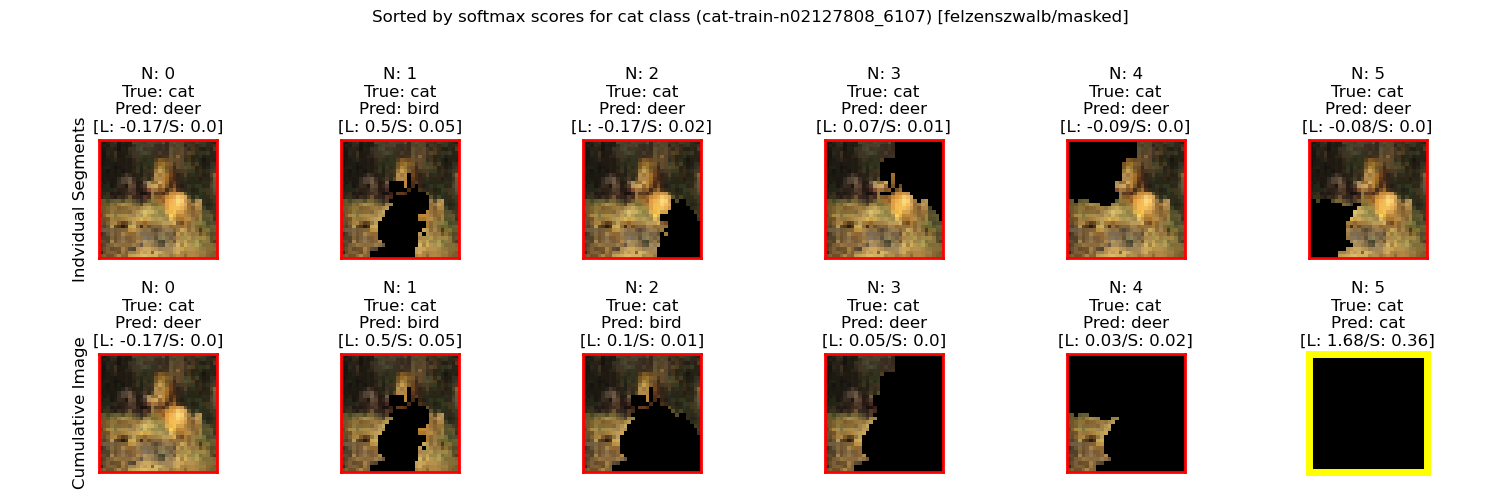 Sorted by softmax scores for cat class (cat-train-n02127808_6107) [felzenszwalb/masked]
Indvidual Segments
N: 0
True: cat
Pred: deer
[L: -0.17/S: 0.0]
N: 1
True: cat
Pred: bird
[L: 0.5/S: 0.05]
N: 2
True: cat
Pred: deer
[L: -0.17/S: 0.02]
N: 3
True: cat
Pred: deer
[L: 0.07/S: 0.01]
N: 4
True: cat
Pred: deer
[L: -0.09/S: 0.0]
N: 5
True: cat
Pred: deer
[L: -0.08/S: 0.0]
Cumulative Image
N: 0
True: cat
Pred: deer
[L: -0.17/S: 0.0]
N: 1
True: cat
Pred: bird
[L: 0.5/S: 0.05]
N: 2
True: cat
Pred: bird
[L: 0.1/S: 0.01]
N: 3
True: cat
Pred: deer
[L: 0.05/S: 0.0]
N: 4
True: cat
Pred: deer
[L: 0.03/S: 0.02]
N: 5
True: cat
Pred: cat
[L: 1.68/S: 0.36]